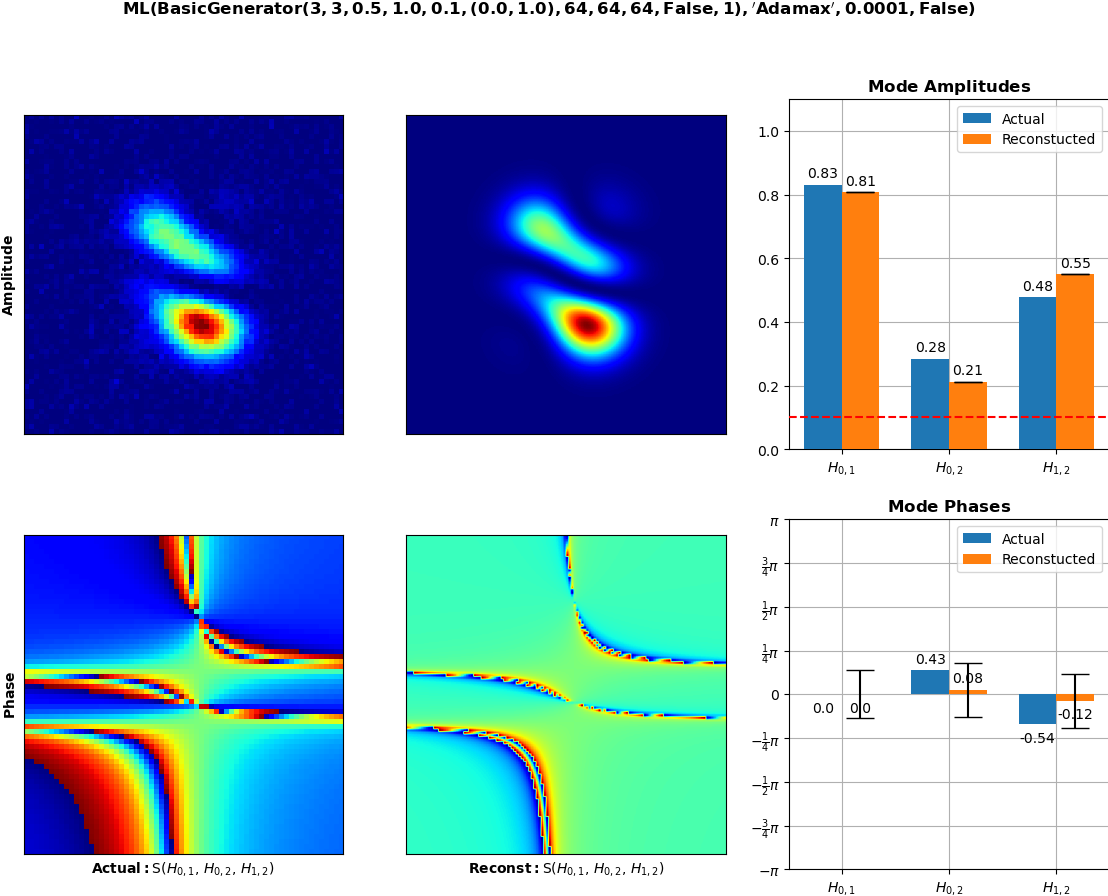 ML(BasicGenerator(3, 3, 0.5, 1.0, 0.1, (0.0, 1.0), 64, 64, 64, False, 1), ′Adamax′, 0.0001, False)
Amplitude
Mode Amplitudes
Actual
Reconstucted
1.0
0.8
0.6
0.4
0.2
0.0
0.83
0.81
0.28
0.21
0.48
0.55
H₀,₁
H₀,₂
H₁,₂
Phase
Actual: S(H₀,₁, H₀,₂, H₁,₂)
Reconst: S(H₀,₁, H₀,₂, H₁,₂)
Mode Phases
Actual
Reconstucted
π
3/4π
1/2π
1/4π
0
−1/4π
−1/2π
−3/4π
−π
0.0
0.0
0.43
0.08
-0.54
-0.12
H₀,₁
H₀,₂
H₁,₂